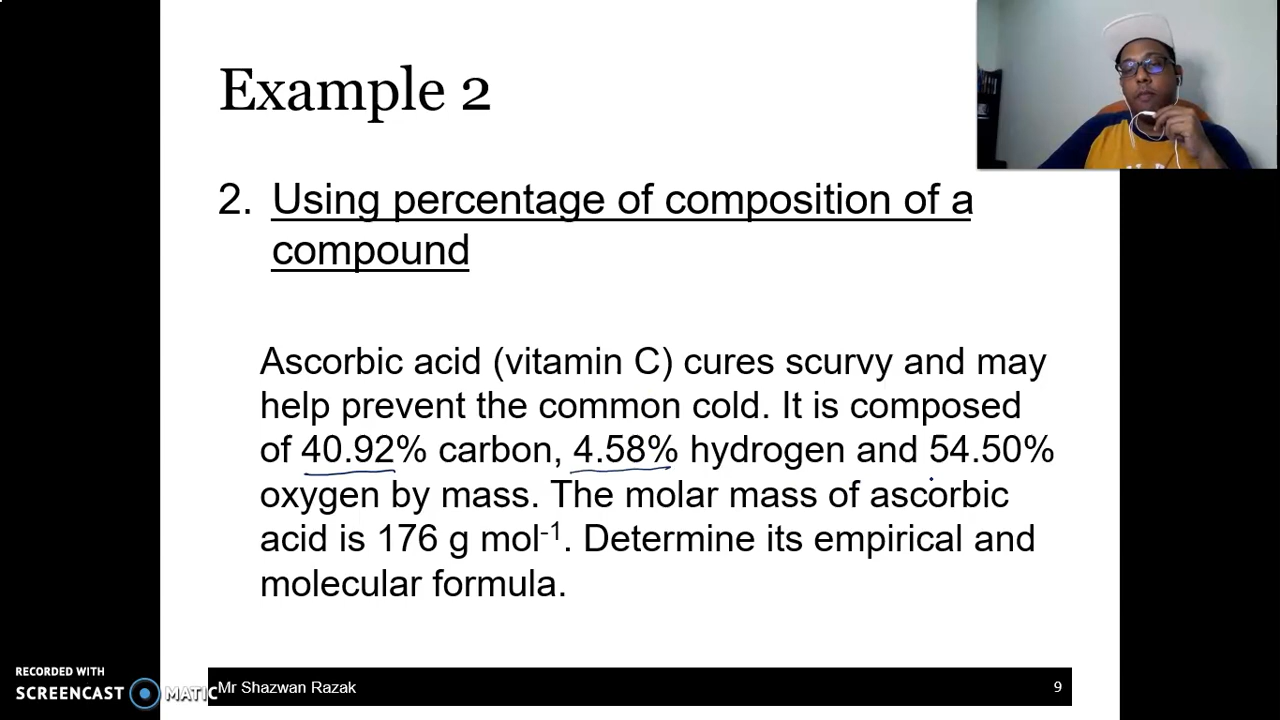 Example 2
2. Using percentage of composition of a
compound
Ascorbic acid (vitamin C) cures scurvy and may
help prevent the common cold. It is composed
of 40.92% carbon, 4.58% hydrogen and 54.50%
oxygen by mass. The molar mass of ascorbic
acid is 176 g mol⁻¹. Determine its empirical and
molecular formula.
RECORDED WITH
SCREENCAST MATIC
Mr Shazwan Razak
9